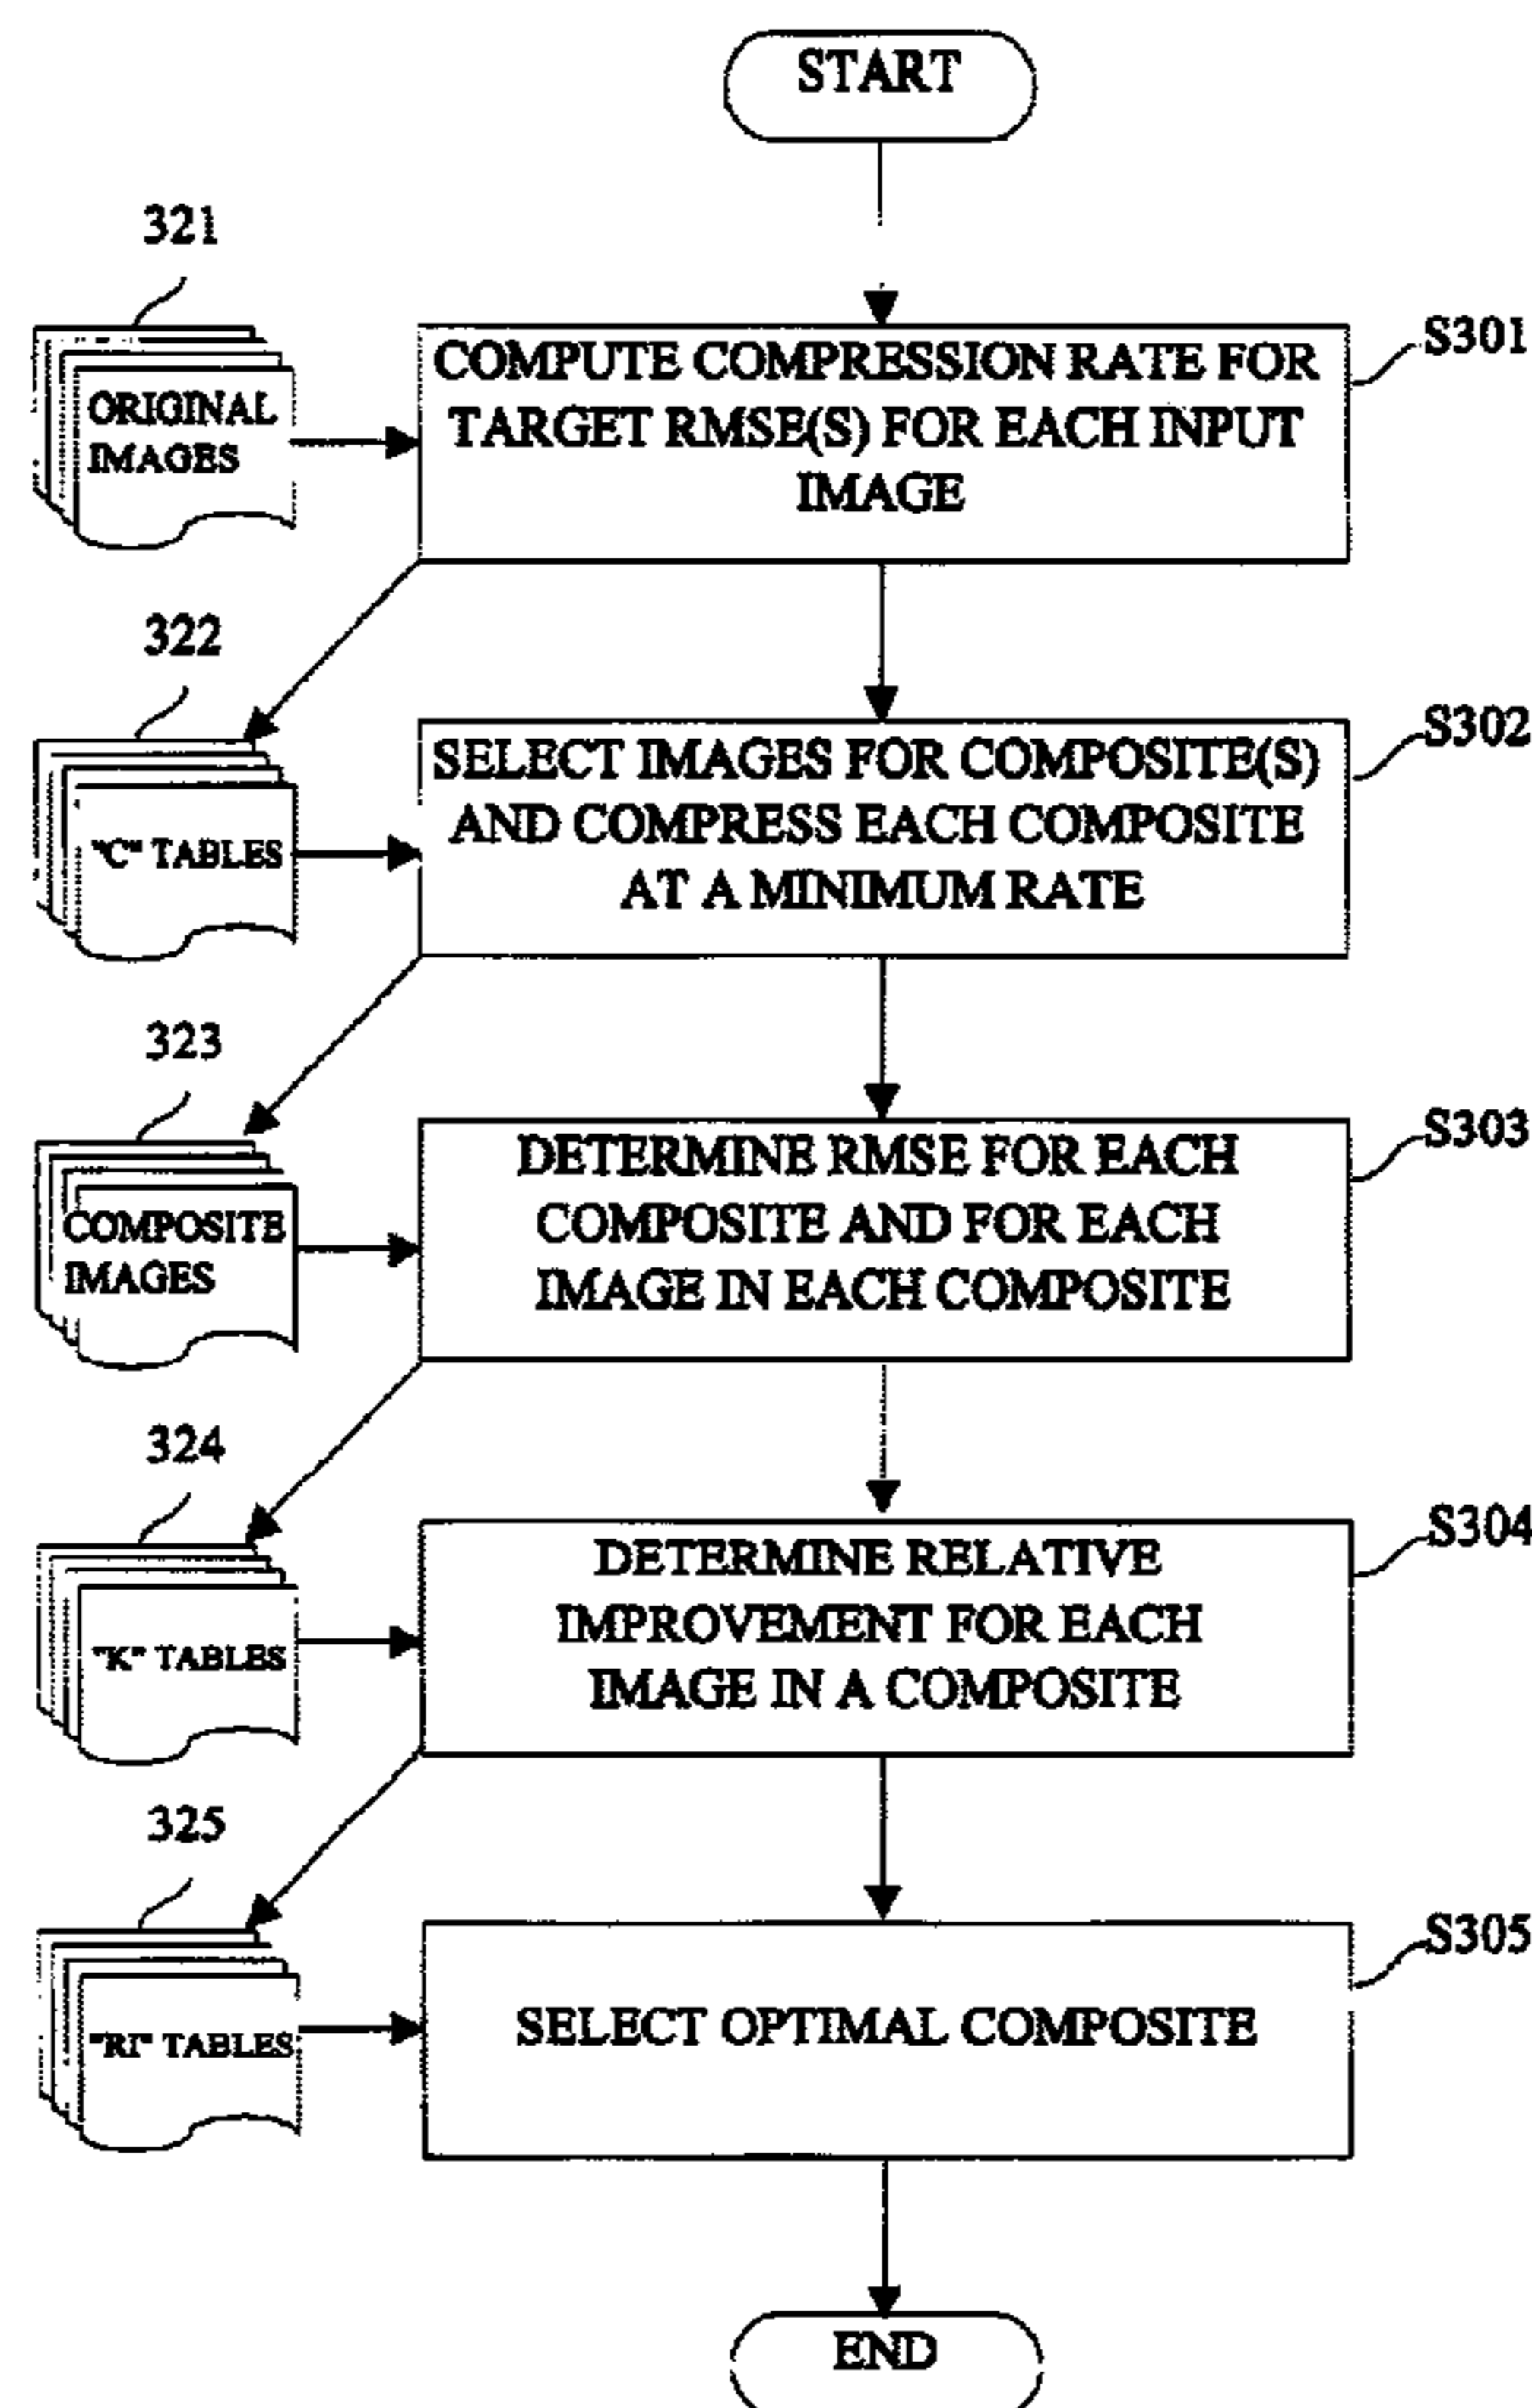 START
321
ORIGINAL
IMAGES
COMPUTE COMPRESSION RATE FOR
TARGET RMSE(S) FOR EACH INPUT
IMAGE
S301
322
"C" TABLES
SELECT IMAGES FOR COMPOSITE(S)
AND COMPRESS EACH COMPOSITE
AT A MINIMUM RATE
S302
323
COMPOSITE
IMAGES
DETERMINE RMSE FOR EACH
COMPOSITE AND FOR EACH
IMAGE IN EACH COMPOSITE
S303
324
"K" TABLES
DETERMINE RELATIVE
IMPROVEMENT FOR EACH
IMAGE IN A COMPOSITE
S304
325
"RI" TABLES
SELECT OPTIMAL COMPOSITE
S305
END